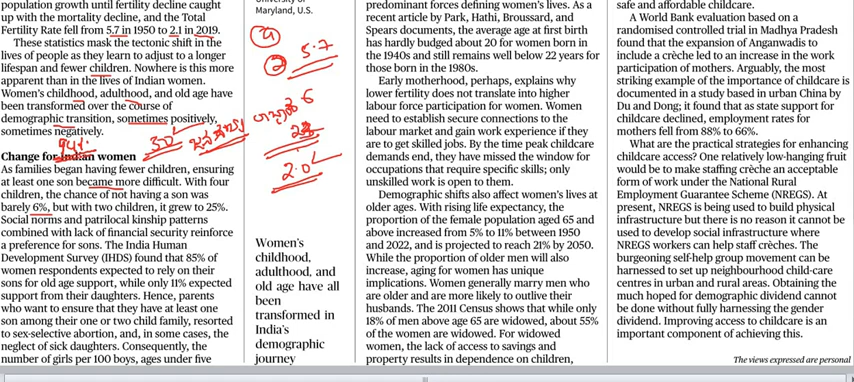 population growth until fertility decline caught
up with the mortality decline, and the Total
Fertility Rate fell from 5.7 in 1950 to 2.1 in 2019.
These statistics mask the tectonic shift in the
lives of people as they learn to adjust to a longer
lifespan and fewer children. Nowhere is this more
apparent than in the lives of Indian women.
Women's childhood, adulthood, and old age have
been transformed over the course of
demographic transition, sometimes positively,
sometimes negatively.
94%
Change for Indian women
As families began having fewer children, ensuring
at least one son became more difficult. With four
children, the chance of not having a son was
barely 6%, but with two children, it grew to 25%.
Social norms and patrilocal kinship patterns
combined with lack of financial security reinforce
a preference for sons. The India Human
Development Survey (IHDS) found that 85% of
women respondents expected to rely on their
sons for old age support, while only 11% expected
support from their daughters. Hence, parents
who want to ensure that they have at least one
son among their one or two child family, resorted
to sex-selective abortion, and, in some cases, the
neglect of sick daughters. Consequently, the
number of girls per 100 boys, ages under five
Maryland, U.S.
5.7
2.0
Women's
childhood,
adulthood, and
old age have all
been
transformed in
India's
demographic
journey
predominant forces defining women's lives. As a
recent article by Park, Hathi, Broussard, and
Spears documents, the average age at first birth
has hardly budged about 20 for women born in
the 1940s and still remains well below 22 years for
those born in the 1980s.
Early motherhood, perhaps, explains why
lower fertility does not translate into higher
labour force participation for women. Women
need to establish secure connections to the
labour market and gain work experience if they
are to get skilled jobs. By the time peak childcare
demands end, they have missed the window for
occupations that require specific skills; only
unskilled work is open to them.
Demographic shifts also affect women's lives at
older ages. With rising life expectancy, the
proportion of the female population aged 65 and
above increased from 5% to 11% between 1950
and 2022, and is projected to reach 21% by 2050.
While the proportion of older men will also
increase, aging for women has unique
implications. Women generally marry men who
are older and are more likely to outlive their
husbands. The 2011 Census shows that while only
18% of men above age 65 are widowed, about 55%
of the women are widowed. For widowed
women, the lack of access to savings and
property results in dependence on children,
safe and affordable childcare.
A World Bank evaluation based on a
randomised controlled trial in Madhya Pradesh
found that the expansion of Anganwadis to
include a crèche led to an increase in the work
participation of mothers. Arguably, the most
striking example of the importance of childcare is
documented in a study based in urban China by
Du and Dong; it found that as state support for
childcare declined, employment rates for
mothers fell from 88% to 66%.
What are the practical strategies for enhancing
childcare access? One relatively low-hanging fruit
would be to make staffing crèche an acceptable
form of work under the National Rural
Employment Guarantee Scheme (NREGS). At
present, NREGS is being used to build physical
infrastructure but there is no reason it cannot be
used to develop social infrastructure where
NREGS workers can help staff crèches. The
burgeoning self-help group movement can be
harnessed to set up neighbourhood child-care
centres in urban and rural areas. Obtaining the
much hoped for demographic dividend cannot
be done without fully harnessing the gender
dividend. Improving access to childcare is an
important component of achieving this.
The views expressed are personal